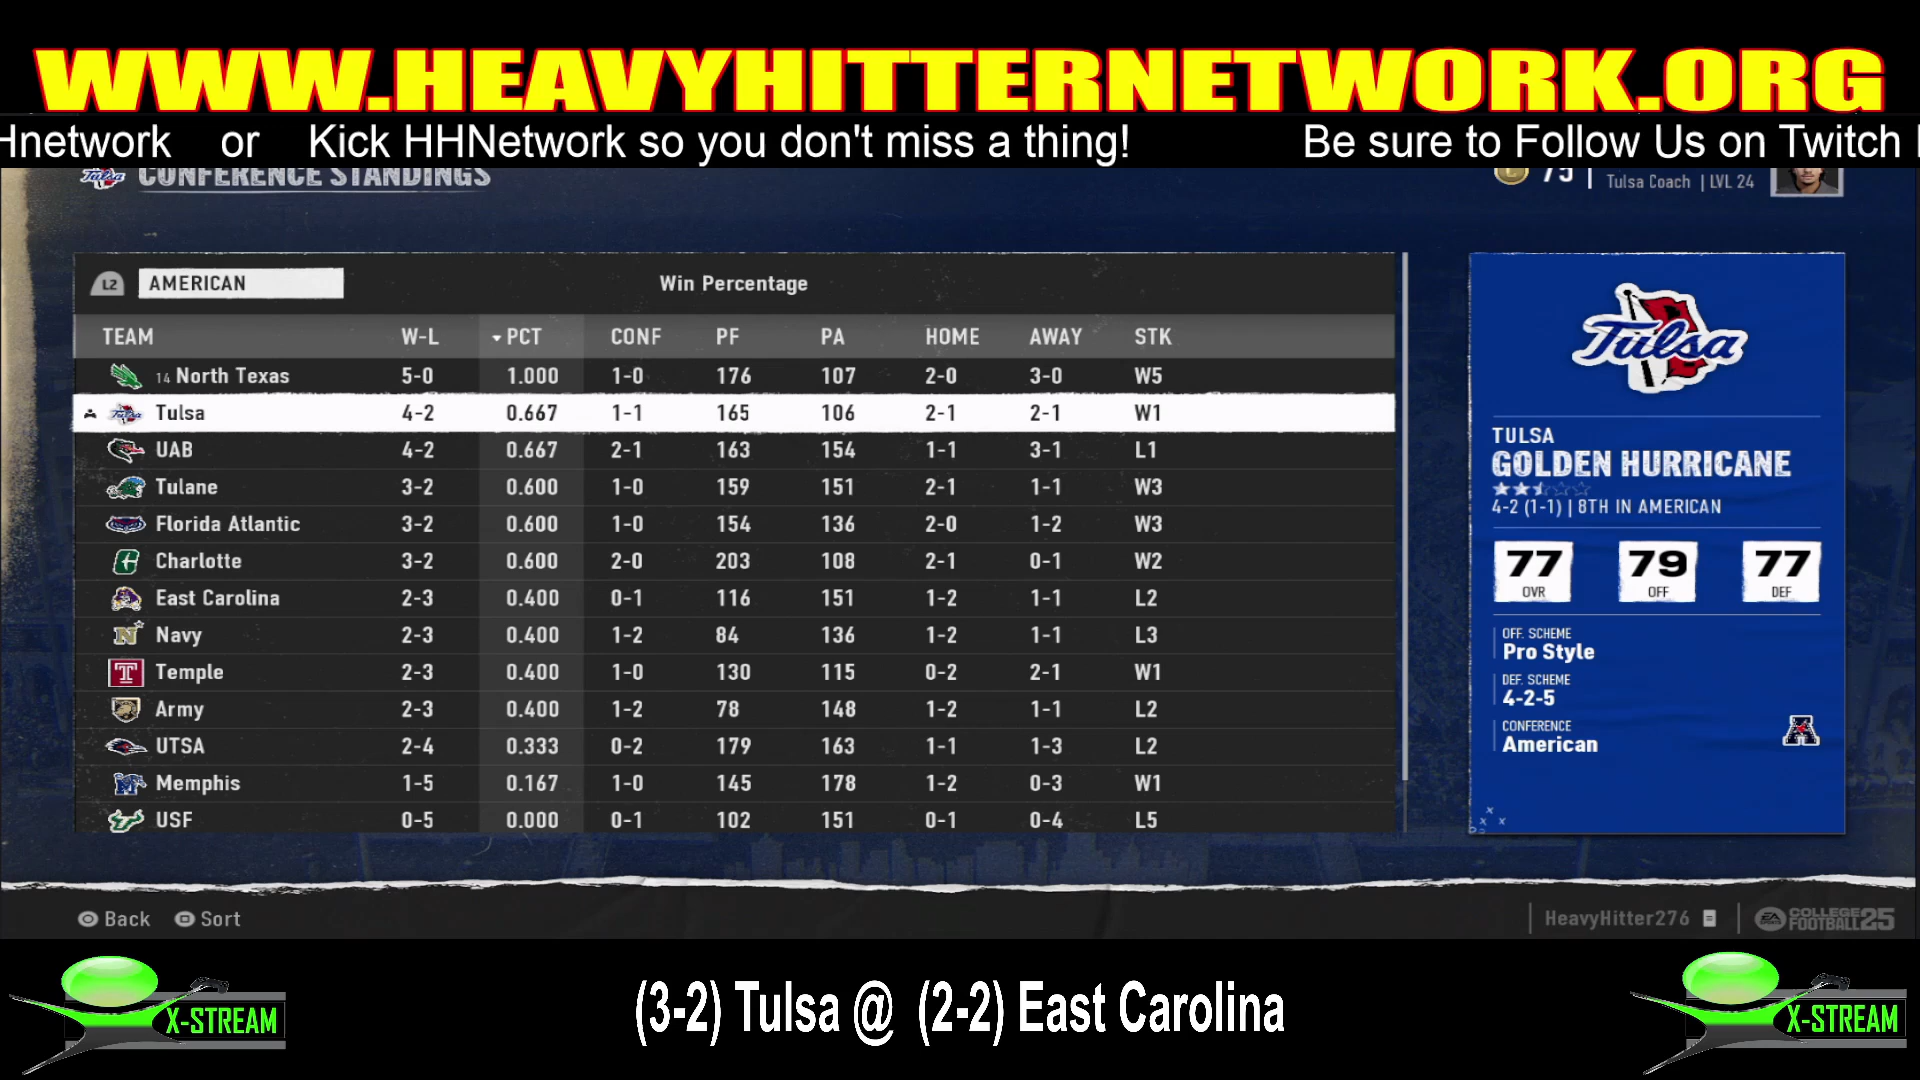 WWW.HEAVYHITTERNETWORK.ORG
Hnetwork or Kick HHNetwork so you don't miss a thing! Be sure to Follow Us on Twitch
Tulsa CONFERENCE STANDINGS
75 | Tulsa Coach | LVL 24
L2 AMERICAN Win Percentage
TEAM W-L PCT CONF PF PA HOME AWAY STK
14 North Texas 5-0 1.000 1-0 176 107 2-0 3-0 W5
Tulsa 4-2 0.667 1-1 165 106 2-1 2-1 W1
UAB 4-2 0.667 2-1 163 154 1-1 3-1 L1
Tulane 3-2 0.600 1-0 159 151 2-1 1-1 W3
Florida Atlantic 3-2 0.600 1-0 154 136 2-0 1-2 W3
Charlotte 3-2 0.600 2-0 203 108 2-1 0-1 W2
East Carolina 2-3 0.400 0-1 116 151 1-2 1-1 L2
Navy 2-3 0.400 1-2 84 136 1-2 1-1 L3
Temple 2-3 0.400 1-0 130 115 0-2 2-1 W1
Army 2-3 0.400 1-2 78 148 1-2 1-1 L2
UTSA 2-4 0.333 0-2 179 163 1-1 1-3 L2
Memphis 1-5 0.167 1-0 145 178 1-2 0-3 W1
USF 0-5 0.000 0-1 102 151 0-1 0-4 L5
Tulsa
TULSA
GOLDEN HURRICANE
4-2 (1-1) | 8TH IN AMERICAN
77 79 77
OVR OFF DEF
OFF. SCHEME
Pro Style
DEF. SCHEME
4-2-5
CONFERENCE
American
Back Sort
HeavyHitter276
EA COLLEGE FOOTBALL 25
X-STREAM
(3-2) Tulsa @ (2-2) East Carolina
X-STREAM